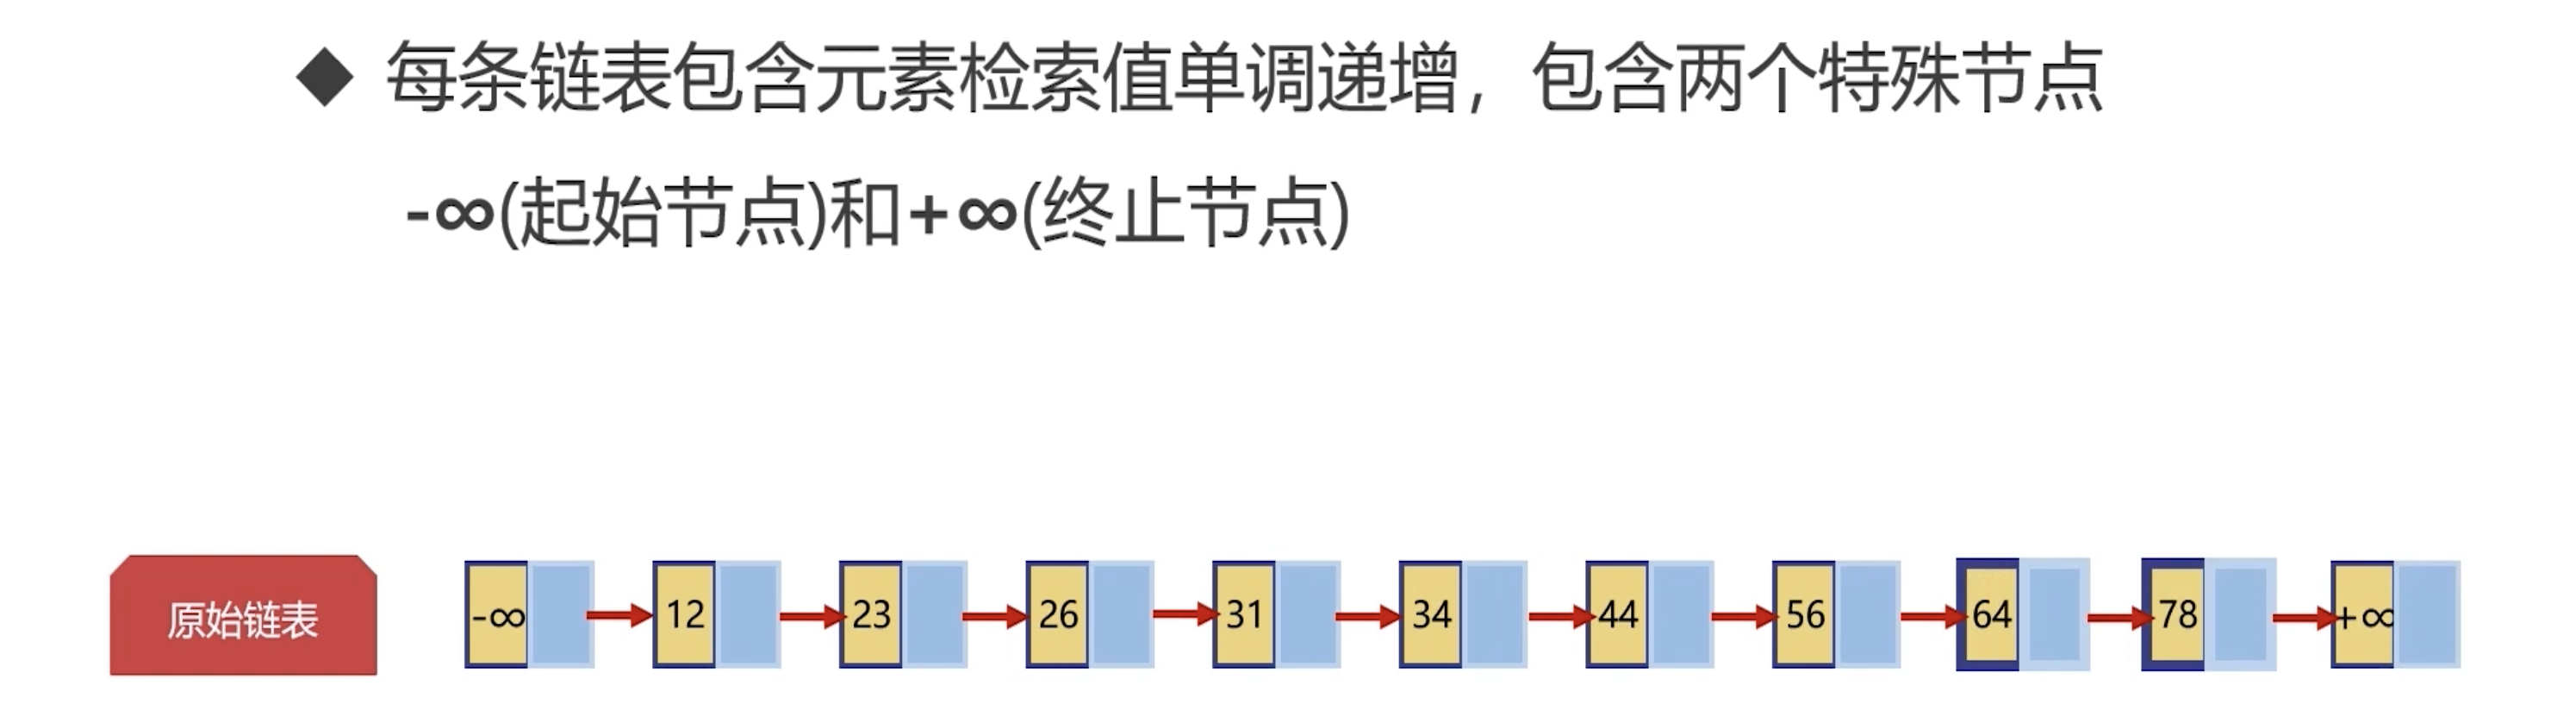 ◆ 每条链表包含元素检索值单调递增，包含两个特殊节点
-∞(起始节点)和+∞(终止节点)
原始链表 -∞ 12 23 26 31 34 44 56 64 78 +∞